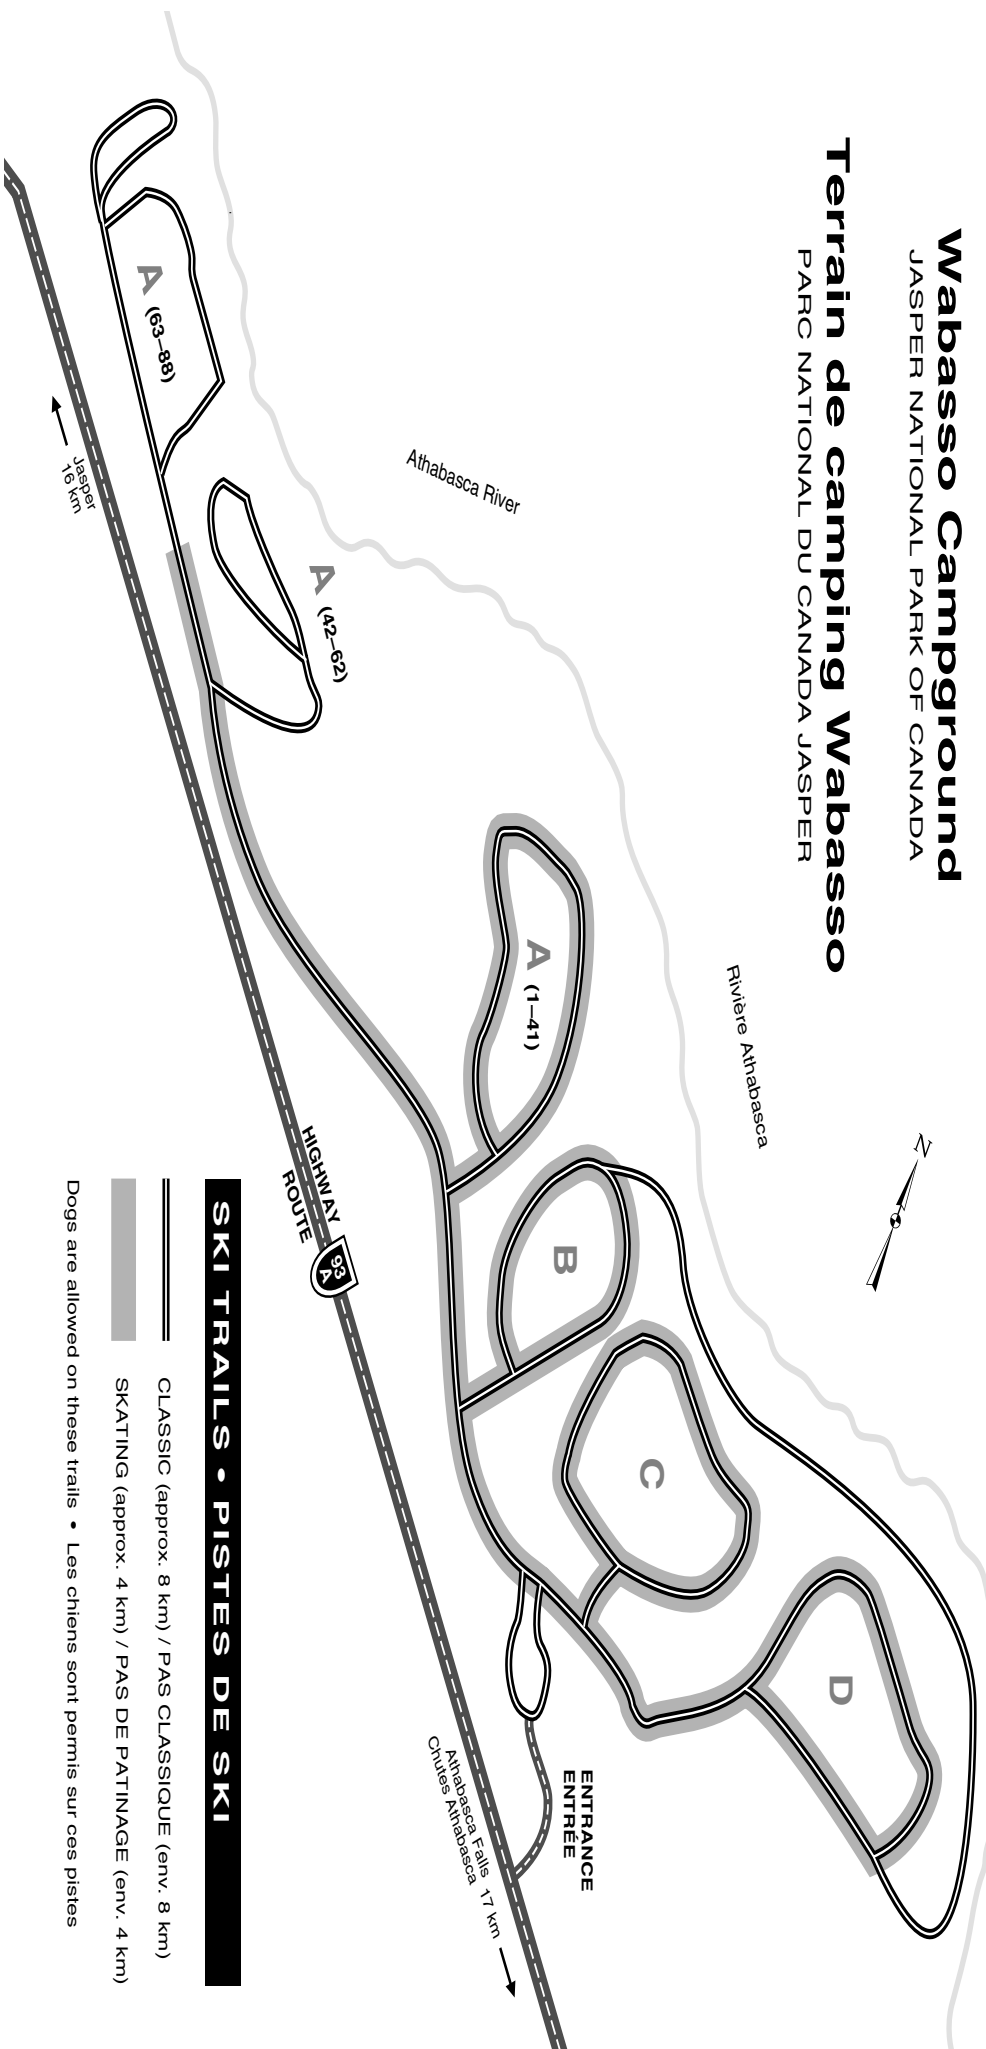 Wabasso Campground
JASPER NATIONAL PARK OF CANADA
Terrain de camping Wabasso
PARC NATIONAL DU CANADA JASPER
Athabasca River
Rivière Athabasca
N
A (63–88)
A (42–62)
A (1–41)
B
C
D
Jasper
16 km
HIGHWAY
ROUTE
93
A
ENTRANCE
ENTRÉE
Athabasca Falls 17 km
Chutes Athabasca
SKI TRAILS • PISTES DE SKI
CLASSIC (approx. 8 km) / PAS CLASSIQUE (env. 8 km)
SKATING (approx. 4 km) / PAS DE PATINAGE (env. 4 km)
Dogs are allowed on these trails • Les chiens sont permis sur ces pistes